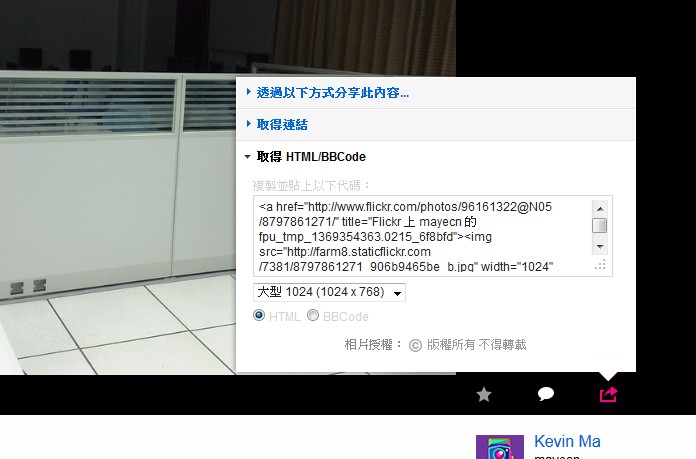 透過以下方式分享此內容...
取得連結
取得 HTML/BBCode
複製並貼上以下代碼：
<a href="http://www.flickr.com/photos/96161322@N05
/8797861271/" title="Flickr 上 mayecn 的
fpu_tmp_1369354363.0215_6f8bfd"><img
src="http://farm8.staticflickr.com
/7381/8797861271_906b9465be_b.jpg" width="1024"
大型 1024 (1024 x 768)
HTML BBCode
相片授權： © 版權所有 不得轉載
Kevin Ma
mayecn